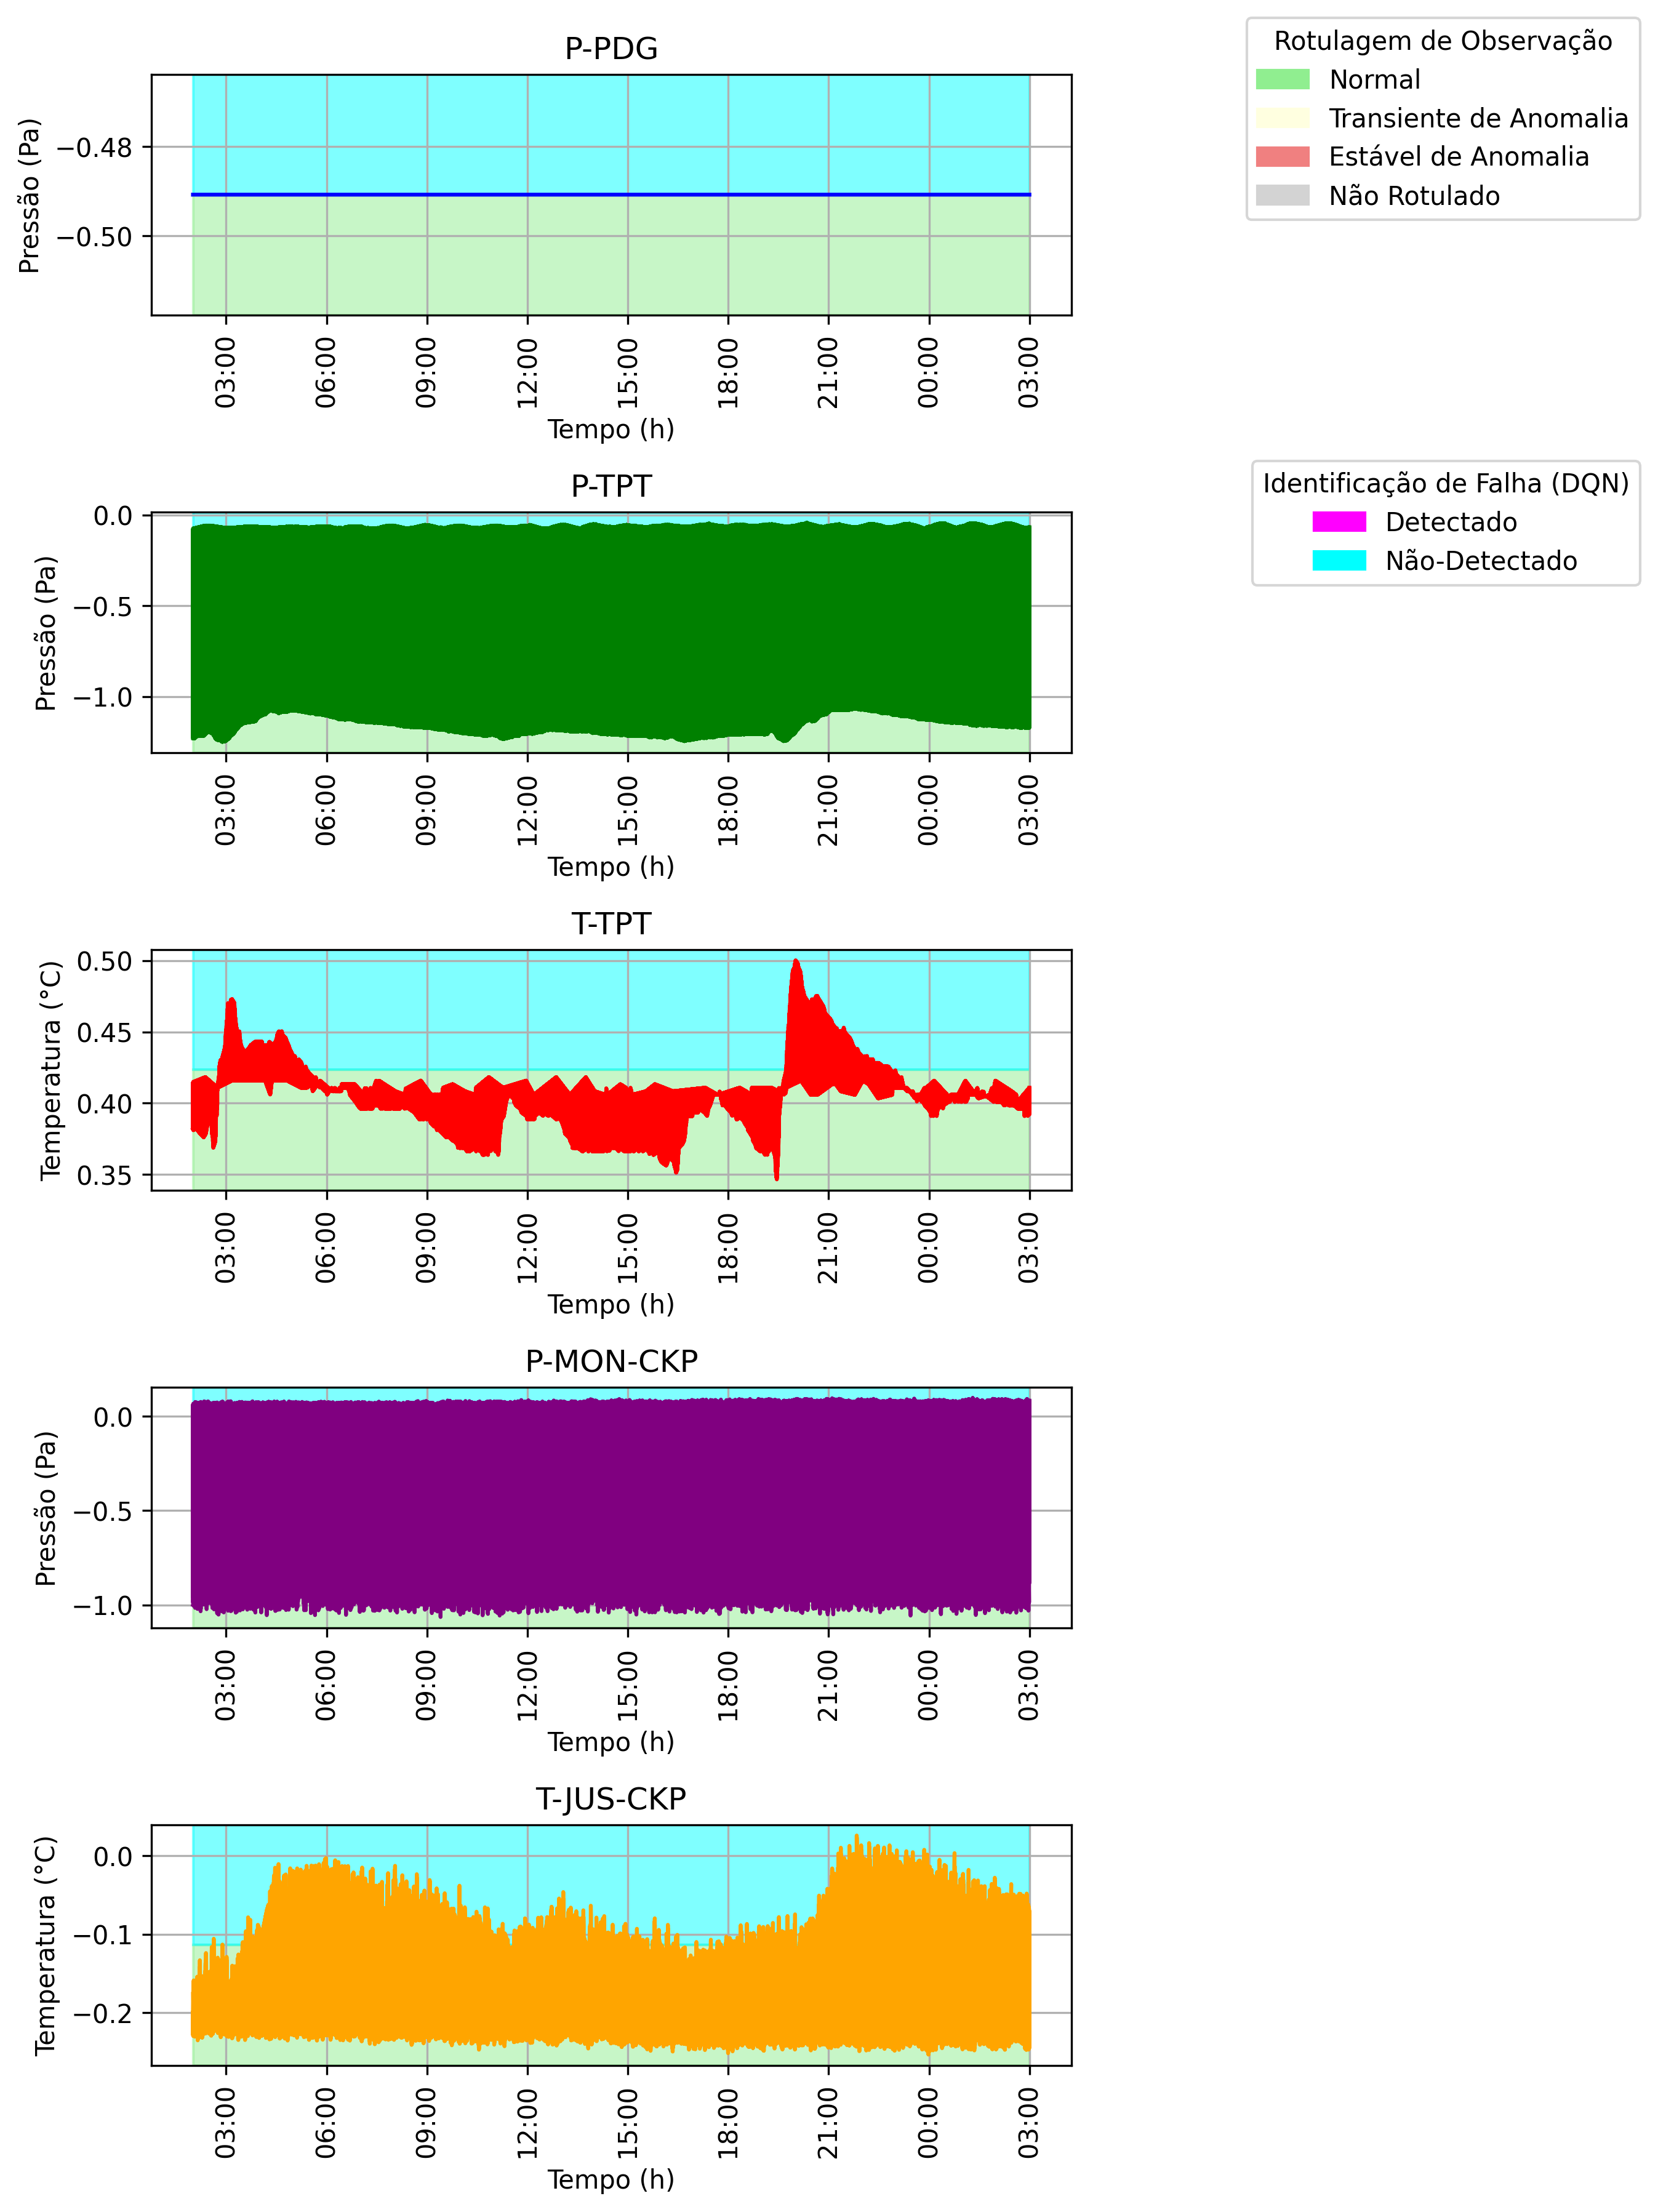 P-PDG
Pressão (Pa)
−0.48
−0.50
03:00 06:00 09:00 12:00 15:00 18:00 21:00 00:00 03:00
Tempo (h)
Rotulagem de Observação
Normal
Transiente de Anomalia
Estável de Anomalia
Não Rotulado
P-TPT
Pressão (Pa)
0.0
−0.5
−1.0
03:00 06:00 09:00 12:00 15:00 18:00 21:00 00:00 03:00
Tempo (h)
Identificação de Falha (DQN)
Detectado
Não-Detectado
T-TPT
Temperatura (°C)
0.50
0.45
0.40
0.35
03:00 06:00 09:00 12:00 15:00 18:00 21:00 00:00 03:00
Tempo (h)
P-MON-CKP
Pressão (Pa)
0.0
−0.5
−1.0
03:00 06:00 09:00 12:00 15:00 18:00 21:00 00:00 03:00
Tempo (h)
T-JUS-CKP
Temperatura (°C)
0.0
−0.1
−0.2
03:00 06:00 09:00 12:00 15:00 18:00 21:00 00:00 03:00
Tempo (h)